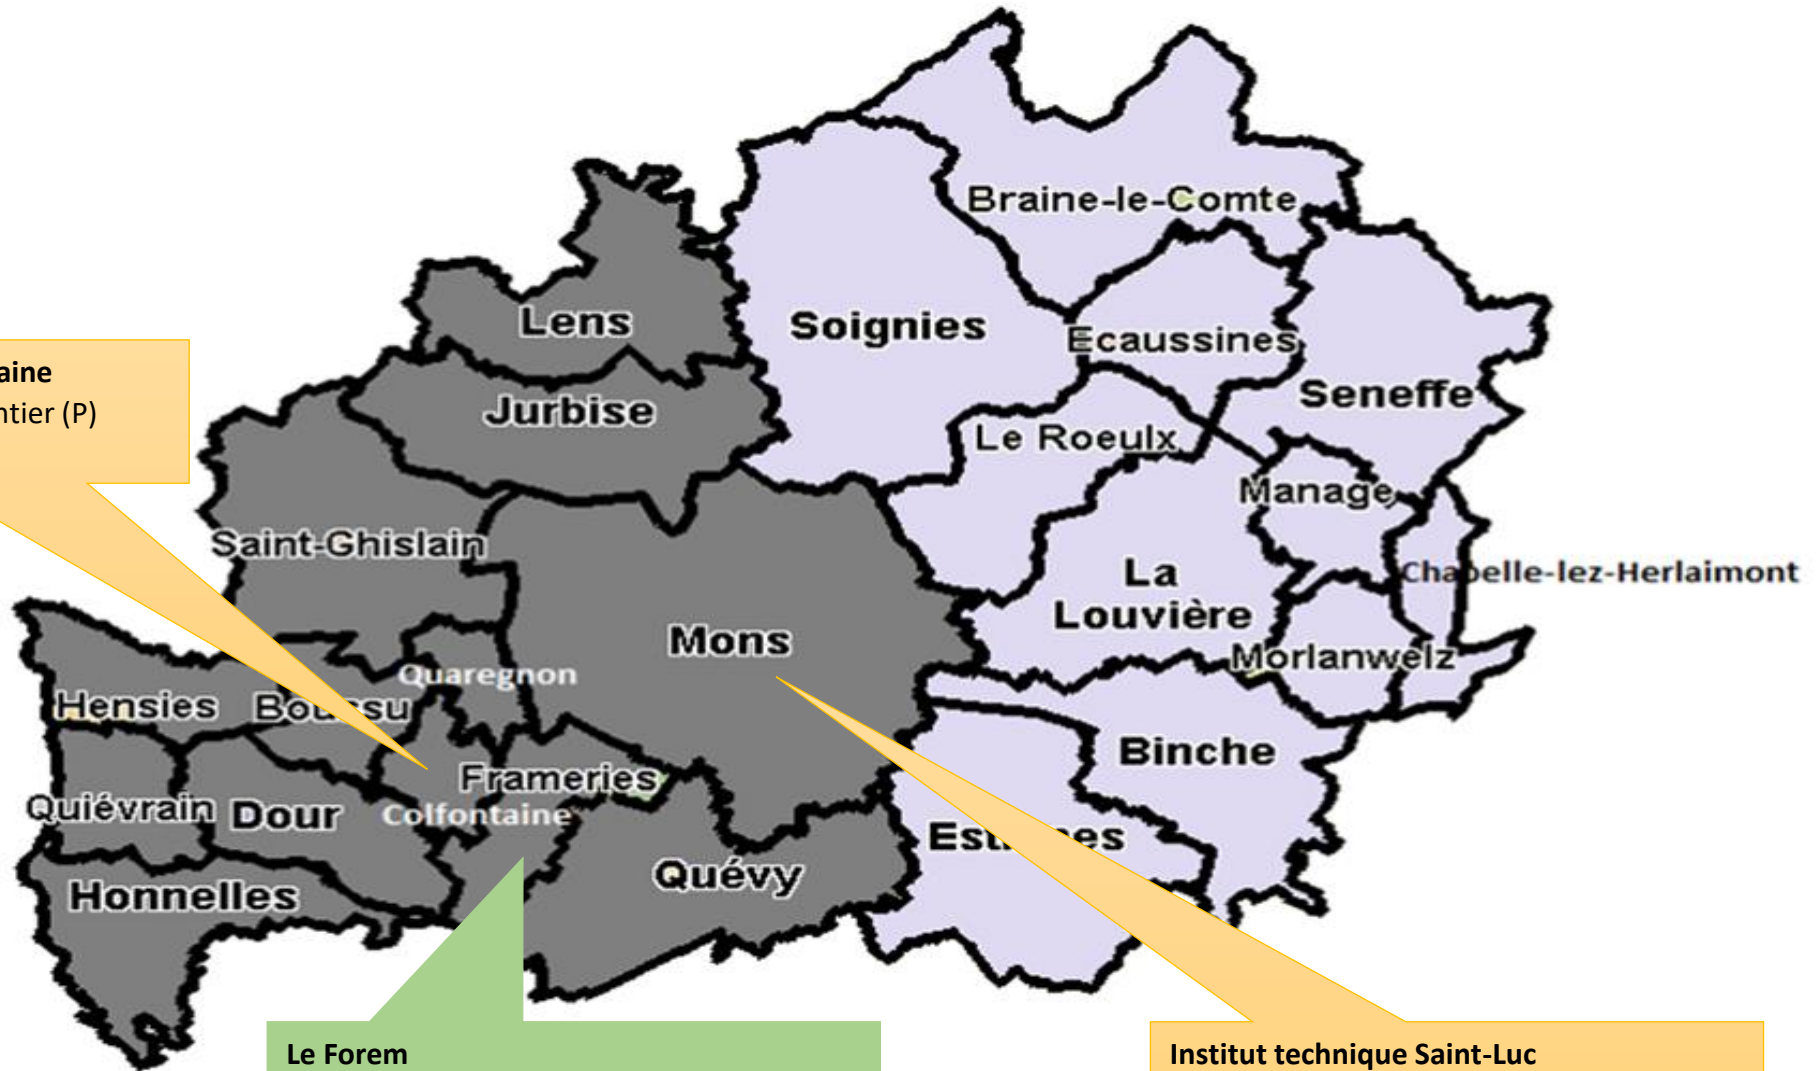 Braine-le-Comte
Lens
Soignies
Ecaussines
aine
ntier (P)
Seneffe
Jurbise
Le Roeulx
Manage
Saint-Ghislain
Chapelle-lez-Herlaimont
La
Louvière
Mons
Morlanwelz
Quaregnon
Hensies
Boussu
Binche
Frameries
Quiévrain
Dour
Colfontaine
Quévy
Honnelles
Le Forem
Institut technique Saint-Luc